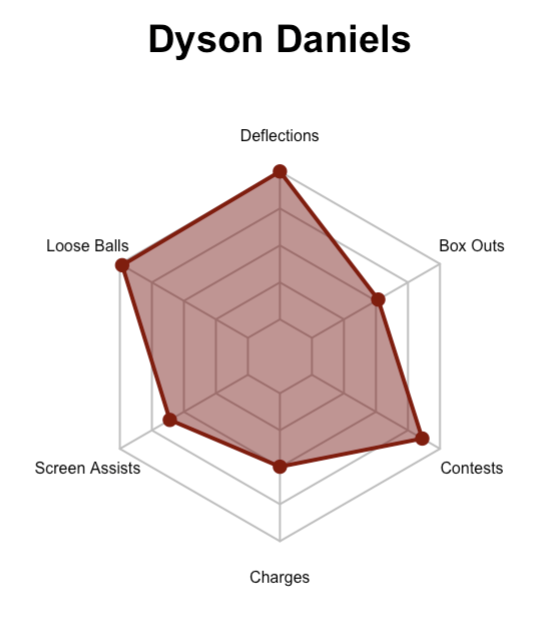 Dyson Daniels
Deflections
Loose Balls
Box Outs
Screen Assists
Contests
Charges